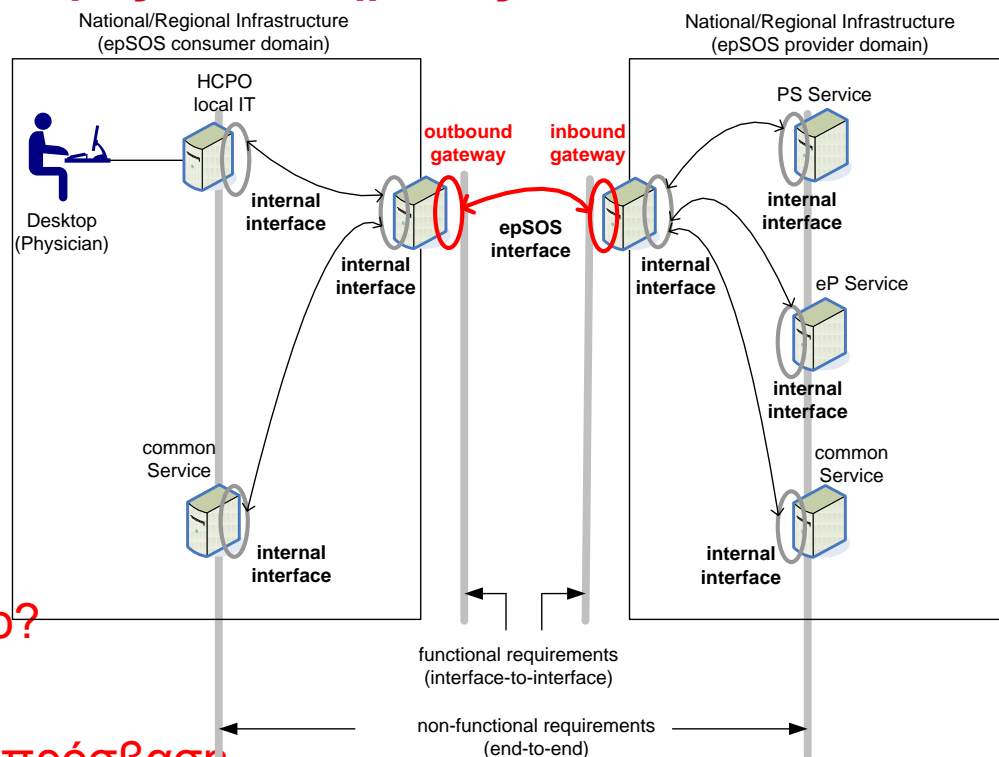 National/Regional Infrastructure
(epSOS consumer domain)
National/Regional Infrastructure
(epSOS provider domain)
HCPO
local IT
PS Service
outbound
gateway
inbound
gateway
internal
interface
internal
interface
Desktop
(Physician)
epSOS
interface
internal
interface
internal
interface
eP Service
internal
interface
common
Service
common
Service
internal
interface
internal
interface
?
functional requirements
(interface-to-interface)
non-functional requirements
(end-to-end)
πρόσβαση